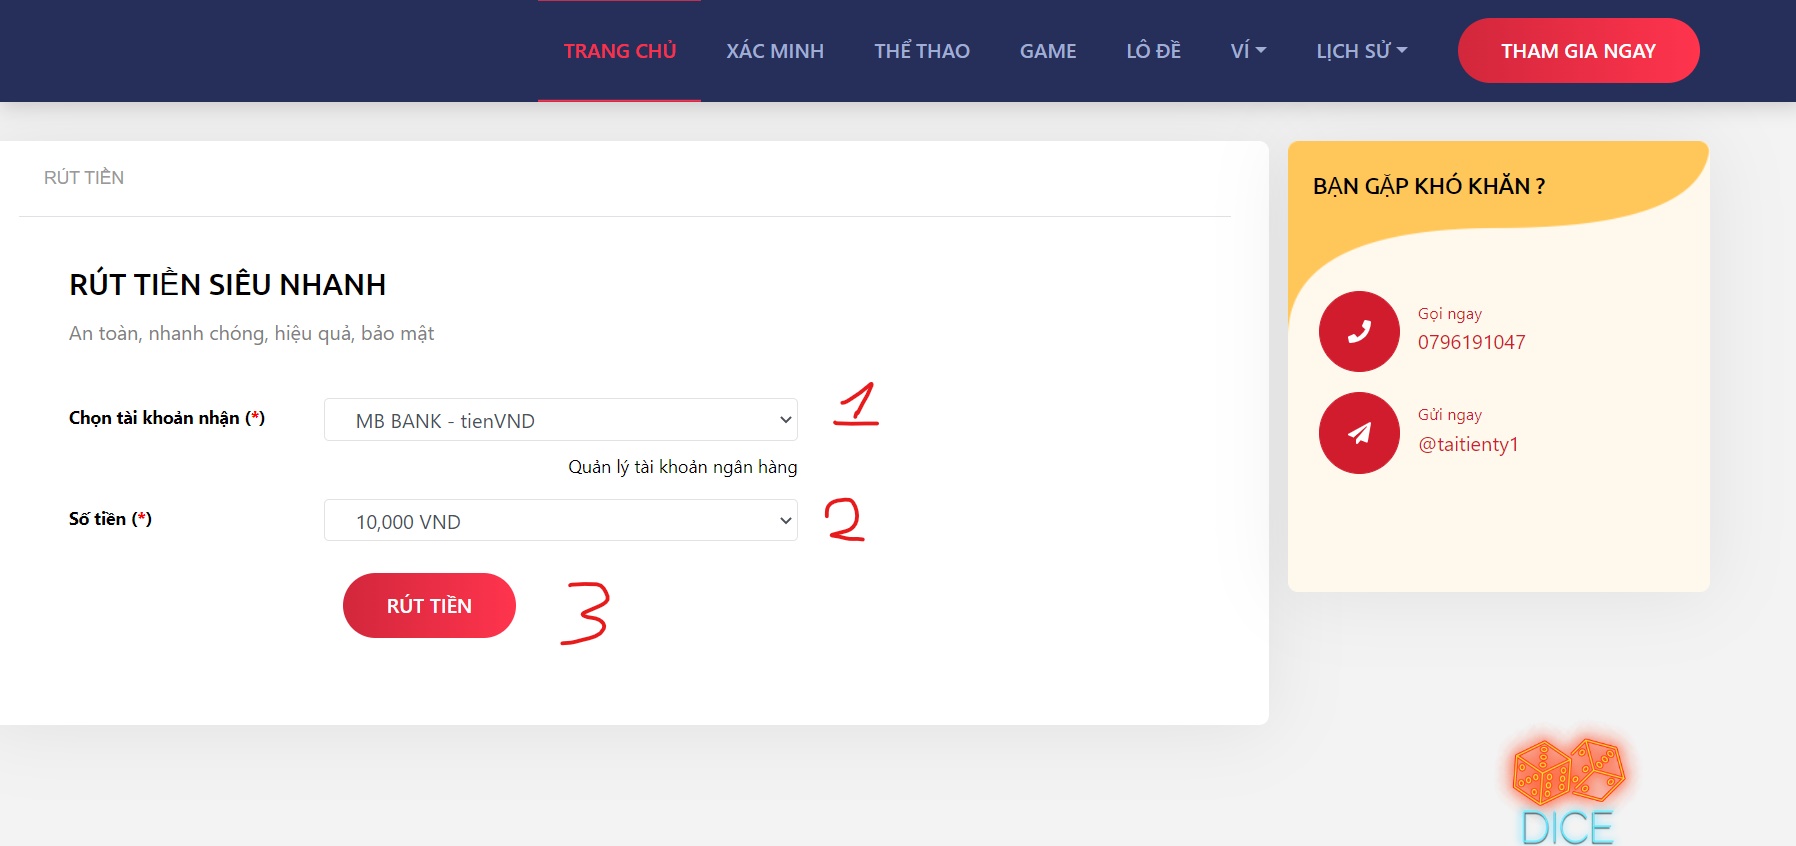 TRANG CHỦ XÁC MINH THỂ THAO GAME LÔ ĐỀ VÍ LỊCH SỬ THAM GIA NGAY
RÚT TIỀN
RÚT TIỀN SIÊU NHANH
An toàn, nhanh chóng, hiệu quả, bảo mật
Chọn tài khoản nhận (*) MB BANK - tienVND 1
Quản lý tài khoản ngân hàng
Số tiền (*) 10,000 VND 2
RÚT TIỀN 3
BẠN GẶP KHÓ KHĂN ?
Gọi ngay
0796191047
Gửi ngay
@taitienty1
DICE